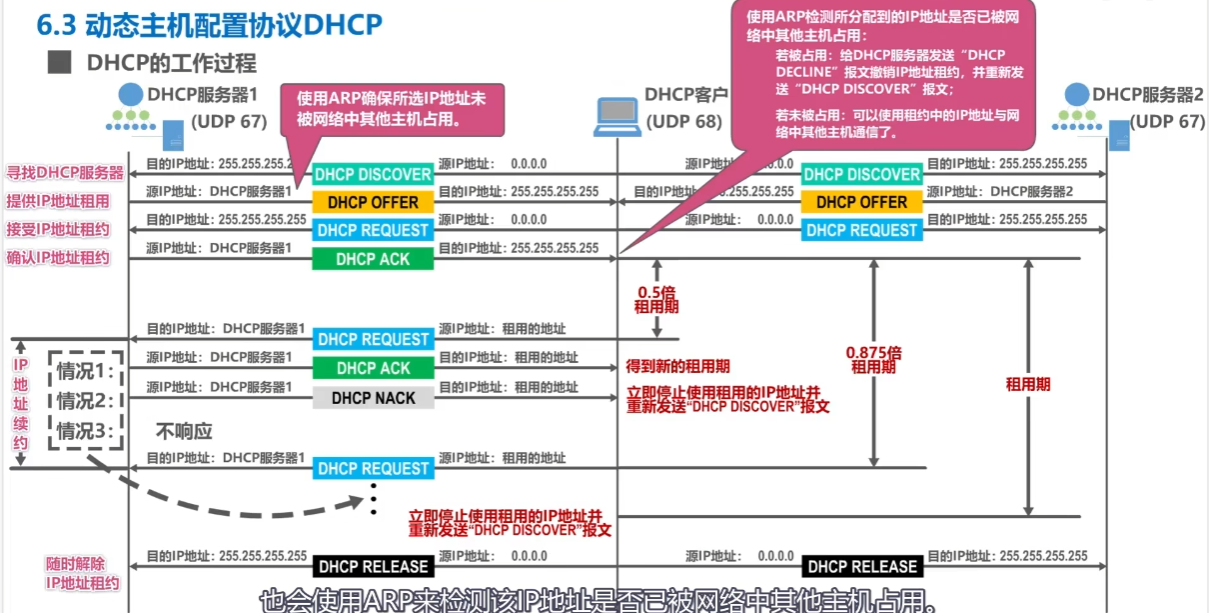 6.3 动态主机配置协议DHCP
DHCP的工作过程
使用ARP检测所分配到的IP地址是否已被网
络中其他主机占用：
若被占用：给DHCP服务器发送“DHCP
DECLINE”报文撤销IP地址租约，并重新发
送“DHCP DISCOVER”报文；
若未被占用：可以使用租约中的IP地址与网
络中其他主机通信了。
使用ARP确保所选IP地址未
被网络中其他主机占用。
DHCP服务器1
(UDP 67)
DHCP客户
(UDP 68)
DHCP服务器2
(UDP 67)
寻找DHCP服务器
目的IP地址: 255.255.255.2
DHCP DISCOVER
源IP地址: 0.0.0.0
.0.0
DHCP DISCOVER
目的IP地址: 255.255.255.255
提供IP地址租用
源IP地址: DHCP服务器1
DHCP OFFER
目的IP地址: 255.255.255.255
目的IP地 255.255.255
DHCP OFFER
源IP地址: DHCP服务器2
接受IP地址租约
目的IP地址: 255.255.255.255
DHCP REQUEST
源IP地址: 0.0.0.0
源IP地址: 0.0.0.0
DHCP REQUEST
目的IP地址: 255.255.255.255
确认IP地址租约
源IP地址: DHCP服务器1
DHCP ACK
目的IP地址: 255.255.255.255
0.5倍
租用期
0.875倍
租用期
租用期
目的IP地址: DHCP服务器1
DHCP REQUEST
源IP地址: 租用的地址
IP地址续约
情况1:
源IP地址: DHCP服务器1
DHCP ACK
目的IP地址: 租用的地址
得到新的租用期
情况2:
源IP地址: DHCP服务器1
DHCP NACK
目的IP地址: 租用的地址
立即停止使用租用的IP地址并
重新发送“DHCP DISCOVER”报文
情况3:
不响应
目的IP地址: DHCP服务器1
DHCP REQUEST
源IP地址: 租用的地址
立即停止使用租用的IP地址并
重新发送“DHCP DISCOVER”报文
随时解除
IP地址租约
目的IP地址: 255.255.255.255
DHCP RELEASE
源IP地址: 0.0.0.0
源IP地址: 0.0.0.0
DHCP RELEASE
目的IP地址: 255.255.255.255
也会使用ARP来检测该IP地址是否已被网络中其他主机占用。